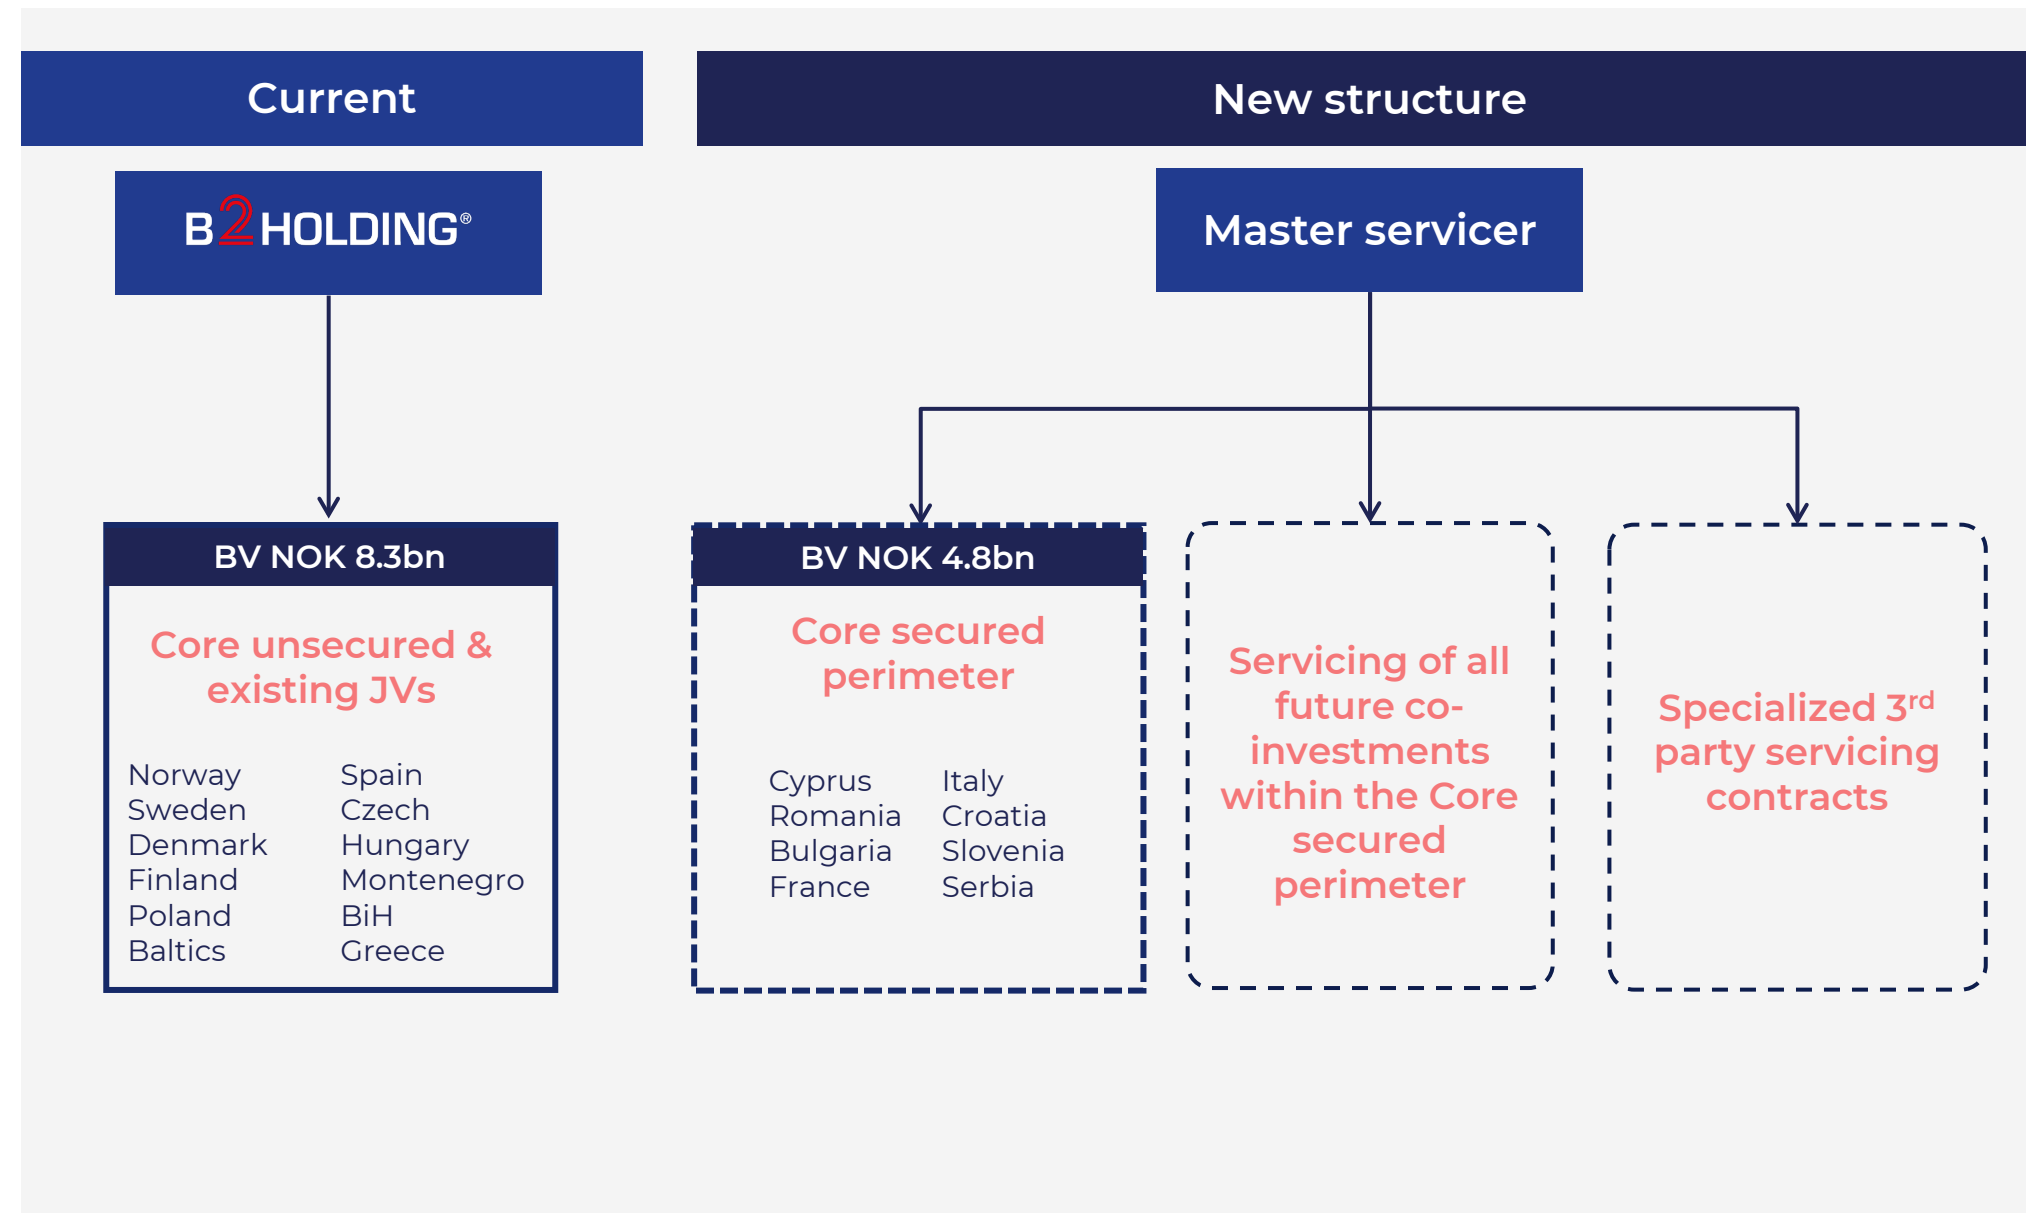 Current
B2HOLDING®
BV NOK 8.3bn
Core unsecured &
existing JVs
Norway
Sweden
Denmark
Finland
Poland
Baltics
Spain
Czech
Hungary
Montenegro
BiH
Greece
New structure
Master servicer
BV NOK 4.8bn
Core secured
perimeter
Cyprus
Romania
Bulgaria
France
Italy
Croatia
Slovenia
Serbia
Servicing of all
future co-
investments
within the Core
secured
perimeter
Specialized 3rd
party servicing
contracts